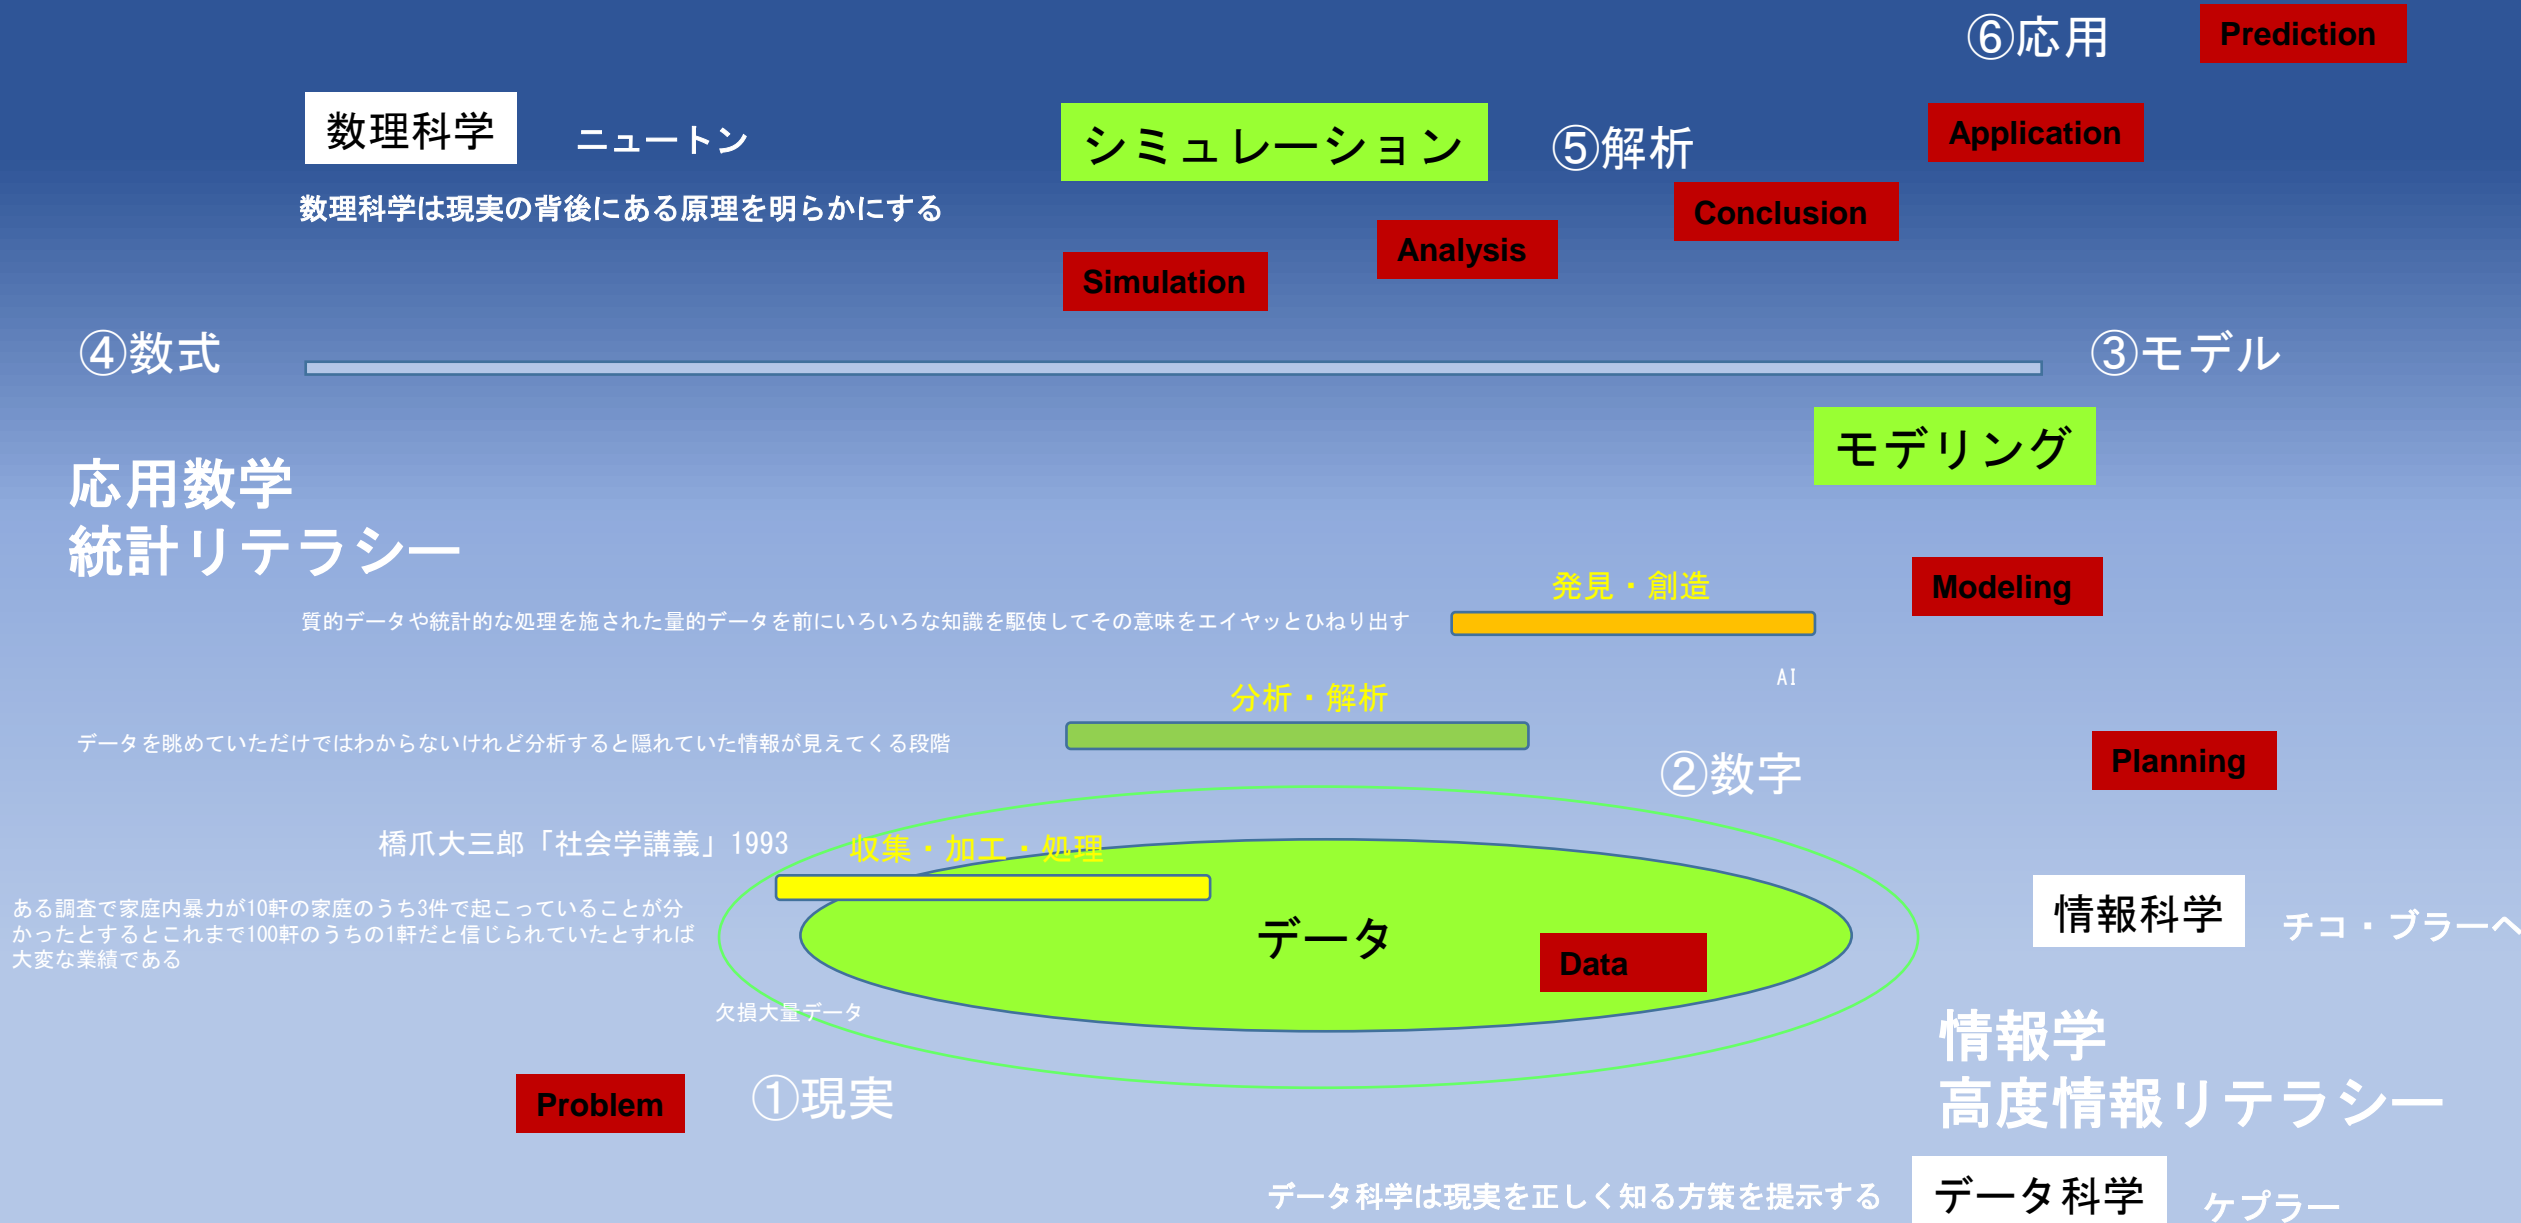 ⑥応用
Prediction
数理科学
ニュートン
シミュレーション
⑤解析
Application
数理科学は現実の背後にある原理を明らかにする
Conclusion
Analysis
Simulation
④数式
③モデル
モデリング
応用数学
統計リテラシー
発見・創造
Modeling
質的データや統計的な処理を施された量的データを前にいろいろな知識を駆使してその意味をエイヤッとひねり出す
AI
分析・解析
データを眺めていただけではわからないけれど分析すると隠れていた情報が見えてくる段階
②数字
Planning
橋爪大三郎「社会学講義」1993
収集・加工・処理
情報科学
チコ・ブラーヘ
ある調査で家庭内暴力が10軒の家庭のうち3件で起こっていることが分
かったとするとこれまで100軒のうちの1軒だと信じられていたとすれば
大変な業績である
データ
Data
欠損大量データ
情報学
高度情報リテラシー
Problem
①現実
データ科学は現実を正しく知る方策を提示する
データ科学
ケプラー